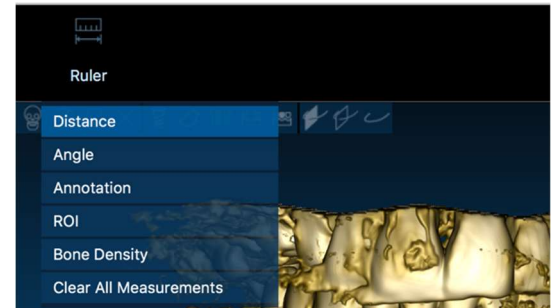 Ruler
Distance
Angle
Annotation
ROI
Bone Density
Clear All Measurements